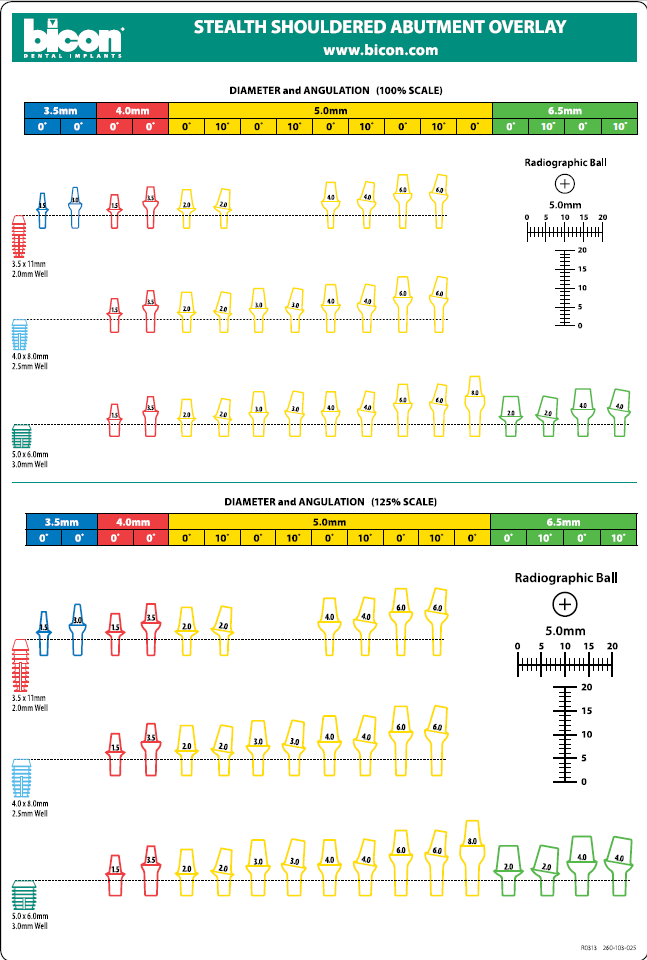 bicon®
DENTAL IMPLANTS
STEALTH SHOULDERED ABUTMENT OVERLAY
www.bicon.com
DIAMETER and ANGULATION (100% SCALE)
3.5mm 4.0mm 5.0mm 6.5mm
0° 0° 0° 0° 0° 10° 0° 10° 0° 10° 0° 10° 0° 0° 10° 0° 10°
Radiographic Ball
5.0mm
0 5 10 15 20
20
15
10
5
0
1.5 3.0 1.5 3.5 2.0 2.0 4.0 4.0 6.0 6.0
3.5 x 11mm
2.0mm Well
1.5 3.5 2.0 2.0 3.0 3.0 4.0 4.0 6.0 6.0
4.0 x 8.0mm
2.5mm Well
1.5 3.5 2.0 2.0 3.0 3.0 4.0 4.0 6.0 6.0 8.0 2.0 2.0 4.0 4.0
5.0 x 6.0mm
3.0mm Well
DIAMETER and ANGULATION (125% SCALE)
3.5mm 4.0mm 5.0mm 6.5mm
0° 0° 0° 0° 0° 10° 0° 10° 0° 10° 0° 10° 0° 0° 10° 0° 10°
Radiographic Ball
5.0mm
0 5 10 15 20
20
15
10
5
0
1.5 3.0 1.5 3.5 2.0 2.0 4.0 4.0 6.0 6.0
3.5 x 11mm
2.0mm Well
1.5 3.5 2.0 2.0 3.0 3.0 4.0 4.0 6.0 6.0
4.0 x 8.0mm
2.5mm Well
1.5 3.5 2.0 2.0 3.0 3.0 4.0 4.0 6.0 6.0 8.0 2.0 2.0 4.0 4.0
5.0 x 6.0mm
3.0mm Well
R0313 260-103-025